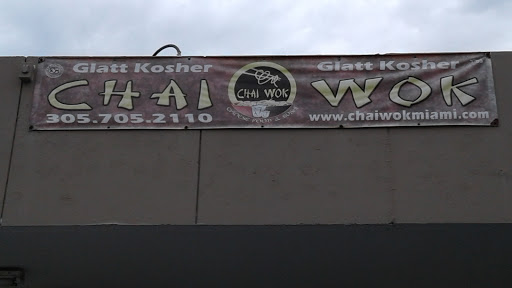 Glatt Kosher
Glatt Kosher
CHAI WOK
CHAI WOK
305.705.2110
www.chaiwokmiami.com